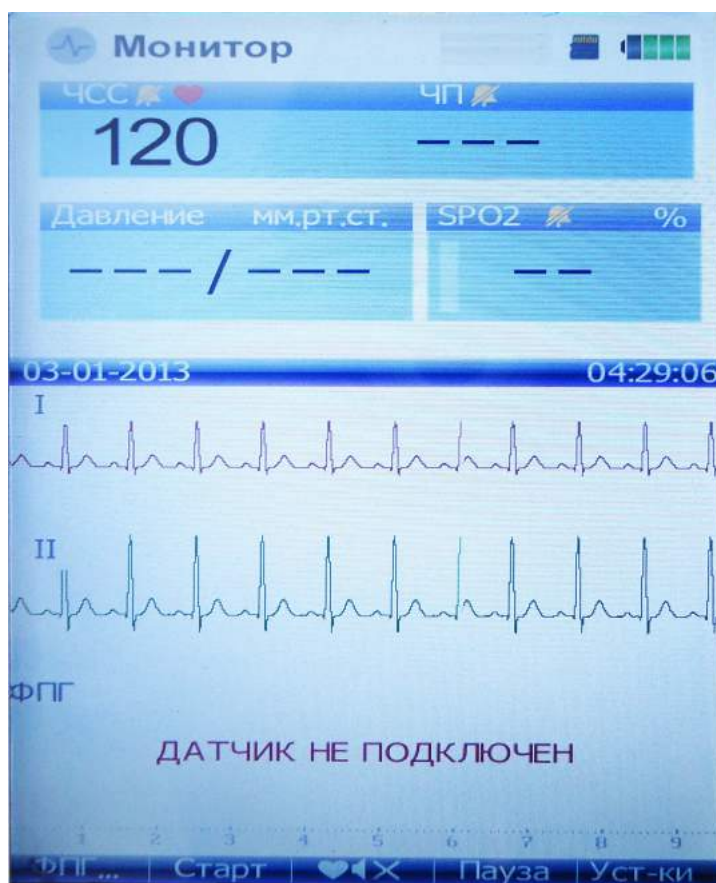 Монитор
ЧСС ЧП
120 ---
Давление мм.рт.ст. SPO2 %
---/--- --
03-01-2013 04:29:06
I
II
ФПГ
ДАТЧИК НЕ ПОДКЛЮЧЕН
1 2 3 4 5 6 7 8 9
ФПГ... Старт Пауза Уст-ки